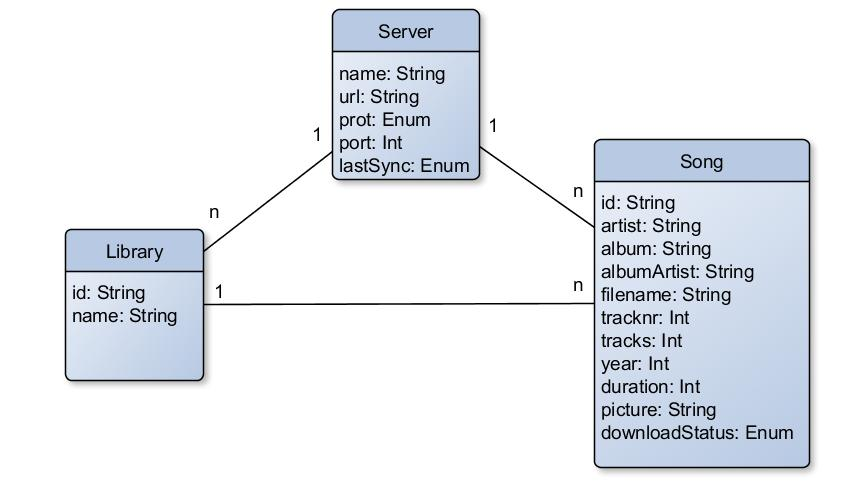 Server
name: String
url: String
prot: Enum
port: Int
lastSync: Enum
1
1
n
n
Library
id: String
name: String
1
n
Song
id: String
artist: String
album: String
albumArtist: String
filename: String
tracknr: Int
tracks: Int
year: Int
duration: Int
picture: String
downloadStatus: Enum